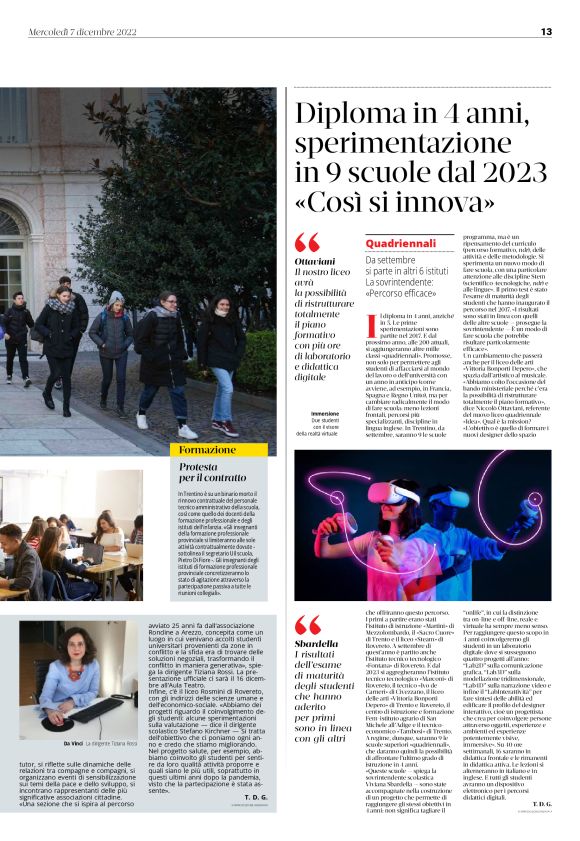 Mercoledì 7 dicembre 2022
13
Diploma in 4 anni,
sperimentazione
in 9 scuole dal 2023
«Così si innova»
Ottaviani
Il nostro liceo
avrà
la possibilità
di ristrutturare
totalmente
il piano
formativo
con più ore
di laboratorio
e didattica
digitale
Immersione
Due studenti
con il visore
della realtà virtuale
Quadriennali
Da settembre
si parte in altri 6 istituti
La sovrintendente:
«Percorso efficace»
Il diploma in 4 anni, anziché
in 5. Le prime
sperimentazioni sono
partite nel 2017. E dal
prossimo anno, alle 200 attuali,
si aggiungeranno altre mille
classi «quadriennali». Promosse,
non solo per permettere agli
studenti di affacciarsi al mondo
del lavoro o dell'università con
un anno in anticipo (come
avviene, ad esempio, in Francia,
Spagna e Regno Unito), ma per
cambiare radicalmente il modo
di fare scuola: meno lezioni
frontali, percorsi più
specializzanti, discipline in
lingua inglese. In Trentino, da
settembre, saranno 9 le scuole
programma, ma è un
ripensamento del curriculo
(percorso formativo, ndr), delle
attività e delle metodologie. Si
sperimenta un nuovo modo di
fare scuola, con una particolare
attenzione alle discipline Stem
(scientifico-tecnologiche, ndr) e
alle lingue». Il primo test è stato
l'esame di maturità degli
studenti che hanno inaugurato il
percorso nel 2017. «I risultati
sono stati in linea con quelli
delle altre scuole — prosegue la
sovrintendente — È un modo di
fare scuola che potrebbe
risultare particolarmente
efficace».
Un cambiamento che passerà
anche per il liceo delle arti
«Vittoria Bonporti Depero», che
spazia dall'artistico al musicale.
«Abbiamo colto l'occasione del
bando ministeriale perché c'era
la possibilità di ristrutturare
totalmente il piano formativo»,
dice Niccolò Ottaviani, referente
del nuovo liceo quadriennale
«Idea». Qual è la mission?
«L'obiettivo è quello di formare i
nuovi designer dello spazio
Formazione
Protesta
per il contratto
In Trentino è su un binario morto il
rinnovo contrattuale del personale
tecnico amministrativo della scuola,
così come quello dei docenti della
formazione professionale e degli
istituti dell'infanzia. «Gli insegnanti
della formazione professionale
provinciale si limiteranno alle sole
attività contrattualmente dovute -
sottolinea il segretario Uil scuola,
Pietro Di Fiore -. Gli insegnanti degli
istituti di formazione professionale
provinciale concretizzeranno lo
stato di agitazione attraverso la
partecipazione passiva a tutte le
riunioni collegiali».
Da Vinci La dirigente Tiziana Rossi
tutor, si riflette sulle dinamiche delle
relazioni tra compagne e compagni, si
organizzano eventi di sensibilizzazione
sui temi della pace e dello sviluppo, si
incontrano rappresentanti delle più
significative associazioni cittadine.
«Una sezione che si ispira al percorso
avviato 25 anni fa dall'associazione
Rondine a Arezzo, concepita come un
luogo in cui venivano accolti studenti
universitari provenienti da zone in
conflitto e la sfida era di trovare delle
soluzioni negoziali, trasformando il
conflitto in maniera generativa», spiega
la dirigente Tiziana Rossi. La presentazione
ufficiale ci sarà il 16 dicembre
all'Aula Teatro.
Infine, c'è il liceo Rosmini di Rovereto,
con gli indirizzi delle scienze umane e
dell'economico-sociale. «Abbiamo dei
progetti riguardo il coinvolgimento degli
studenti: alcune sperimentazioni
sulla valutazione — dice il dirigente
scolastico Stefano Kirchner — Si tratta
dell'obiettivo che ci poniamo ogni anno
e credo che stiamo migliorando.
Nel progetto salute, per esempio, abbiamo
coinvolto gli studenti per sentire
da loro qualità attività proporre e
quali siano le più utili, soprattutto in
questi ultimi anni dopo la pandemia,
visto che la partecipazione è stata assente».
T. D. G.
Sbardella
I risultati
dell'esame
di maturità
degli studenti
che hanno
aderito
per primi
sono in linea
con gli altri
che offriranno questo percorso.
I primi a partire erano stati
l'istituto di istruzione «Martini» di
Mezzolombardo, il «Sacro Cuore»
di Trento e il liceo «Steam» di
Rovereto. A settembre di
quest'anno è partito anche
l'istituto tecnico tecnologico
«Fontana» di Rovereto. E dal
2023 si aggregheranno l'istituto
tecnico tecnologico «Marconi» di
Rovereto, il tecnico «Ivo de
Carneri» di Civezzano, il liceo
delle arti «Vittoria Bonporti
Depero» di Trento e Rovereto, il
centro di istruzione e formazione
Fem-istituto agrario di San
Michele all'Adige e il tecnico-
economico «Tambosi» di Trento.
A regime, dunque, saranno 9 le
scuole superiori «quadriennali»,
che daranno quindi la possibilità
di affrontare l'ultimo grado di
istruzione in 4 anni.
«Queste scuole — spiega la
sovrintendente scolastica
Viviana Sbardella — sono state
accompagnate nella costruzione
di un progetto che permette di
raggiungere gli stessi obiettivi in
4 anni: non significa tagliare il
"onlife", in cui la distinzione
tra on-line e off-line, reale e
virtuale ha sempre meno senso.
Per raggiungere questo scopo in
4 anni coinvolgeremo gli
studenti in un laboratorio
digitale dove si susseguono
quattro progetti all'anno:
"Lab2D" sulla comunicazione
grafica, "Lab3D" sulla
modellazione tridimensionale,
"Lab4D" sulla narrazione video e
infine il "LabInterattività" per
fare sintesi delle abilità ed
edificare il profilo del designer
interattivo, cioè un progettista
che crea per coinvolgere persone
attraverso oggetti, esperienze e
ambienti ed esperienze
prevalentemente visive,
immersive». Su 40 ore
settimanali, 16 saranno in
didattica frontale e le rimanenti
in didattica attiva. Le lezioni si
alterneranno in italiano e in
inglese. E tutti gli studenti
avranno un dispositivo
elettronico per i percorsi
didattici digitali.
T. D. G.